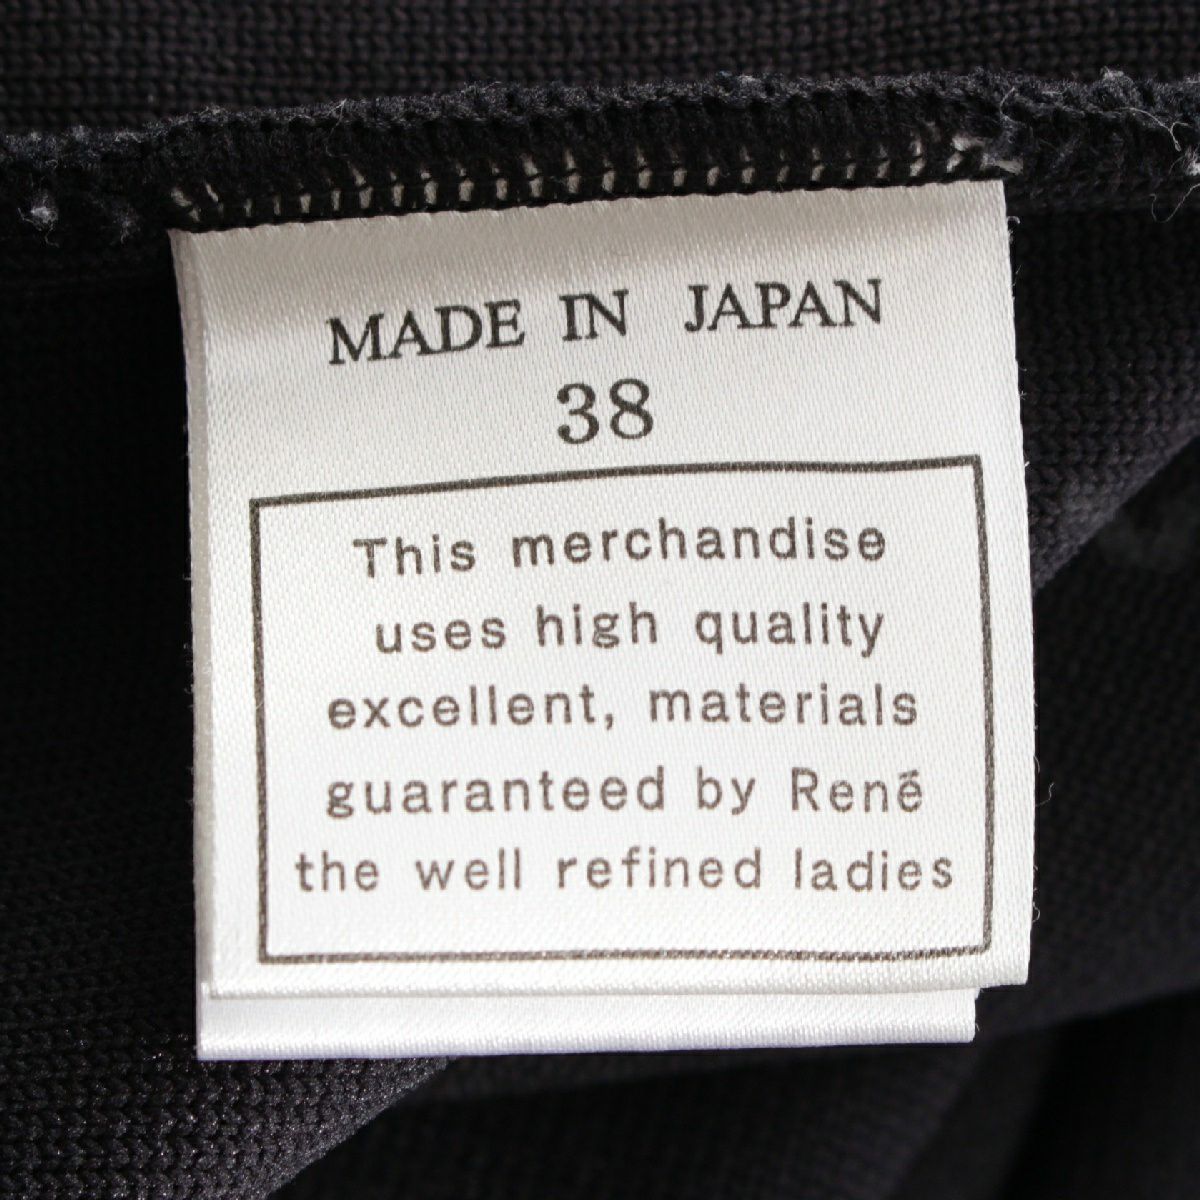 MADE IN JAPAN
38
This merchandise
uses high quality
excellent, materials
guaranteed by René
the well refined ladies